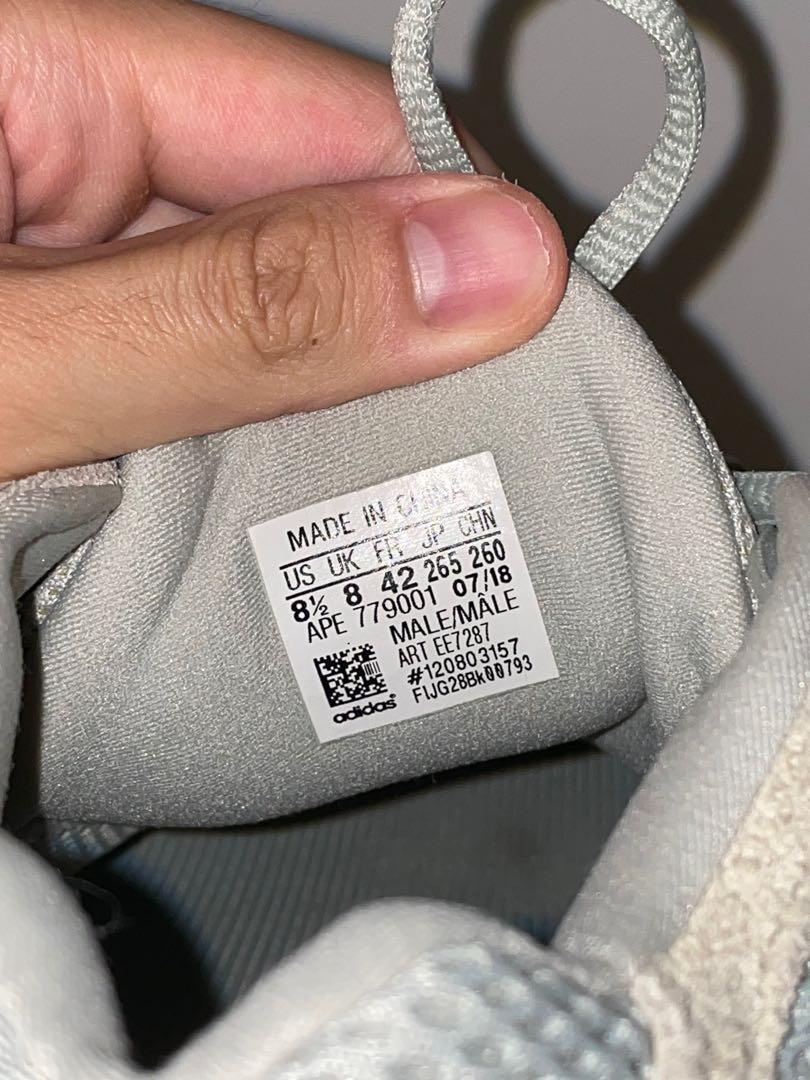 MADE IN CHINA
US UK FR JP CHN
8½ 8 42 265 260
APE 779001 07/18
MALE/MÂLE
ART EE7287
#120803157
FIJG28Bk00793
adidas®